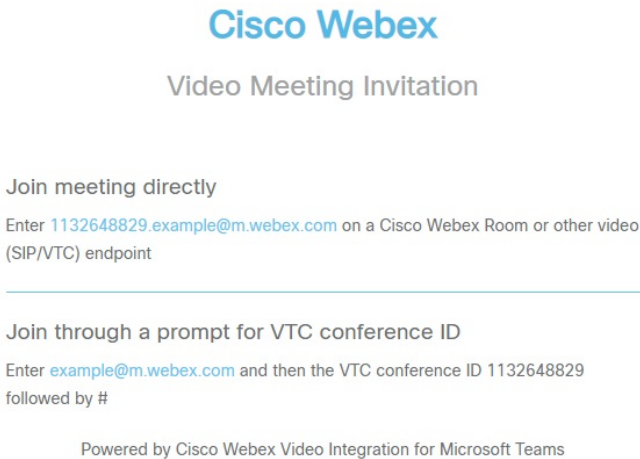 Cisco Webex
Video Meeting Invitation
Join meeting directly
Enter 1132648829.example@m.webex.com on a Cisco Webex Room or other video
(SIP/VTC) endpoint
Join through a prompt for VTC conference ID
Enter example@m.webex.com and then the VTC conference ID 1132648829
followed by #
Powered by Cisco Webex Video Integration for Microsoft Teams